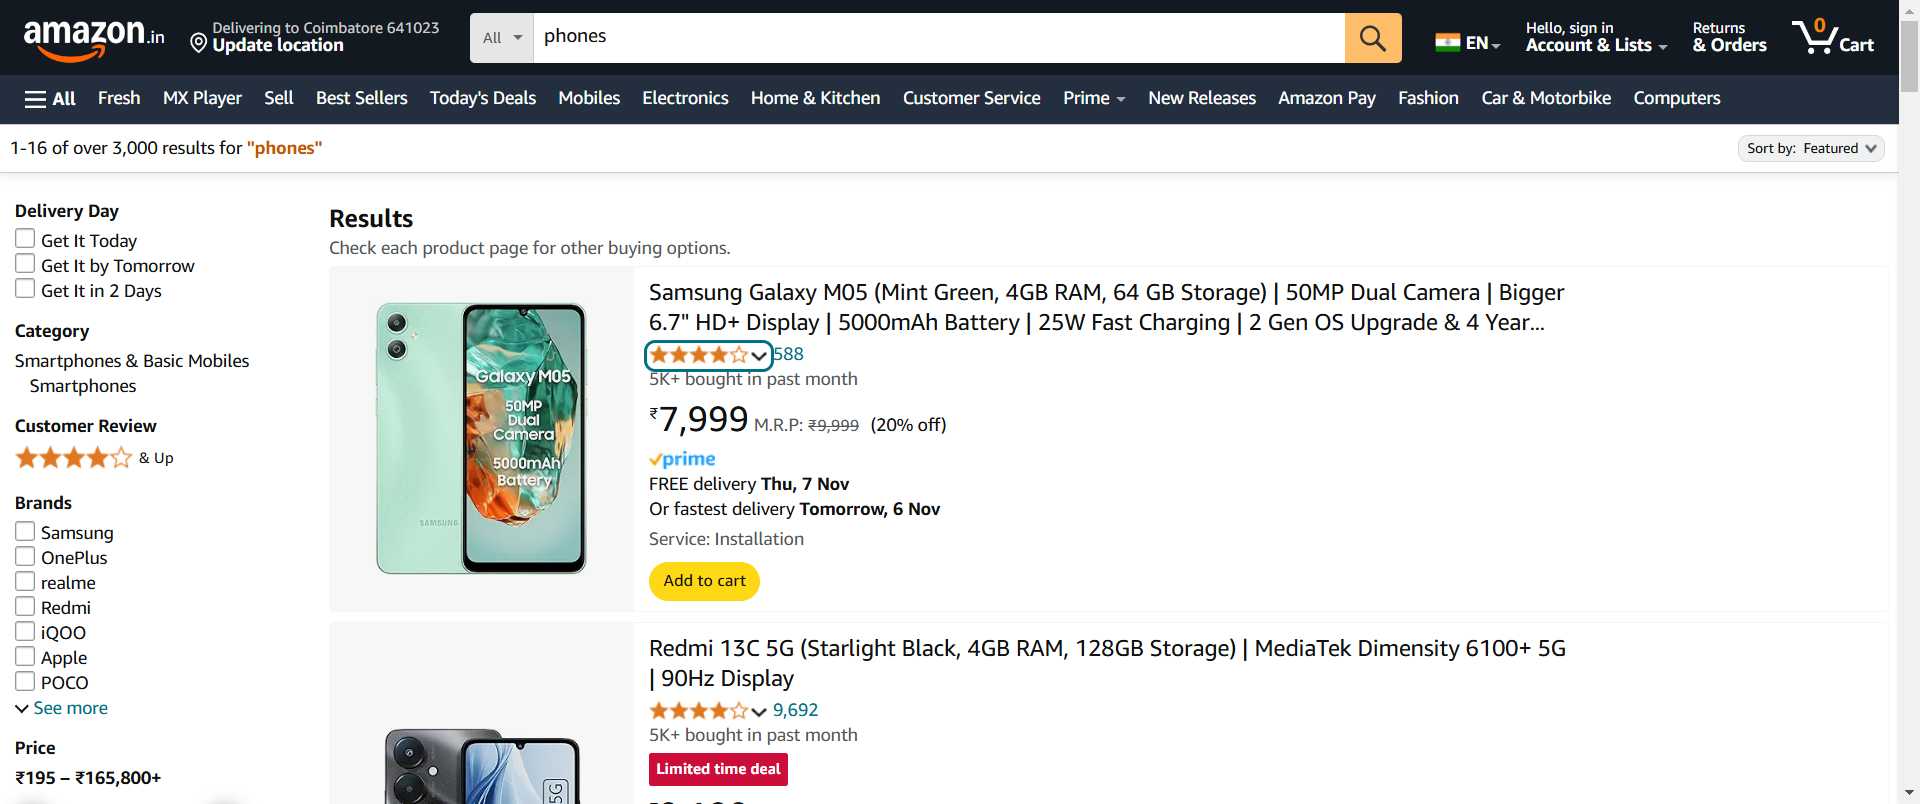 amazon.in
Delivering to Coimbatore 641023
Update location
All
phones
EN
Hello, sign in
Account & Lists
Returns
& Orders
0
Cart
All
Fresh
MX Player
Sell
Best Sellers
Today's Deals
Mobiles
Electronics
Home & Kitchen
Customer Service
Prime
New Releases
Amazon Pay
Fashion
Car & Motorbike
Computers
1-16 of over 3,000 results for "phones"
Sort by: Featured
Delivery Day
Get It Today
Get It by Tomorrow
Get It in 2 Days
Category
Smartphones & Basic Mobiles
Smartphones
Customer Review
& Up
Brands
Samsung
OnePlus
realme
Redmi
iQOO
Apple
POCO
See more
Price
₹195 – ₹165,800+
Results
Check each product page for other buying options.
Galaxy M05
50MP
Dual
Camera
5000mAh
Battery
SAMSUNG
Samsung Galaxy M05 (Mint Green, 4GB RAM, 64 GB Storage) | 50MP Dual Camera | Bigger
6.7" HD+ Display | 5000mAh Battery | 25W Fast Charging | 2 Gen OS Upgrade & 4 Year...
588
5K+ bought in past month
₹7,999 M.R.P: ₹9,999 (20% off)
prime
FREE delivery Thu, 7 Nov
Or fastest delivery Tomorrow, 6 Nov
Service: Installation
Add to cart
5G
Redmi 13C 5G (Starlight Black, 4GB RAM, 128GB Storage) | MediaTek Dimensity 6100+ 5G
| 90Hz Display
9,692
5K+ bought in past month
Limited time deal